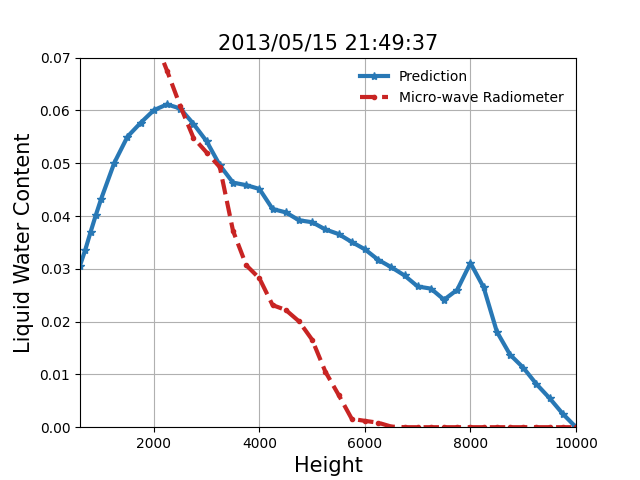 2013/05/15 21:49:37
Prediction
Micro-wave Radiometer
0.07
0.06
0.05
0.04
0.03
0.02
0.01
0.00
Liquid Water Content
2000 4000 6000 8000 10000
Height